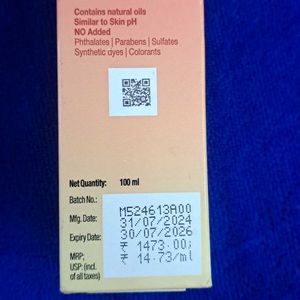 Contains natural oils
Similar to Skin pH
NO Added
Phthalates | Parabens | Sulfates
Synthetic dyes | Colorants
Net Quantity: 100 ml
Batch No.: M524613A00
Mfg. Date: 31/07/2024
Expiry Date: 30/07/2026
MRP: ₹ 1473.00;
USP: (incl. ₹ 14.73/ml
of all taxes)